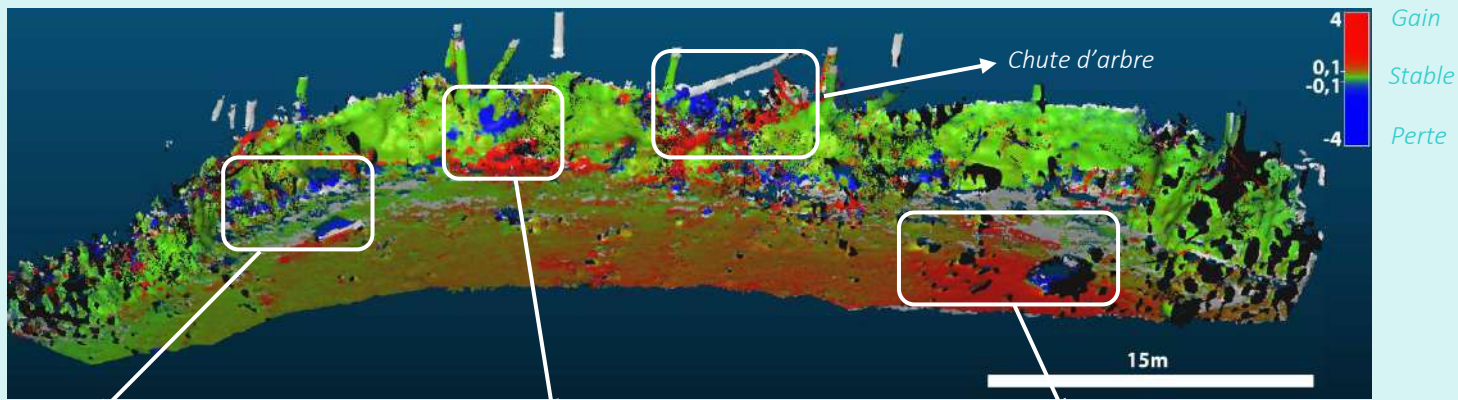 4
Gain
Chute d'arbre
0,1
Stable
-0,1
Perte
-4
15m